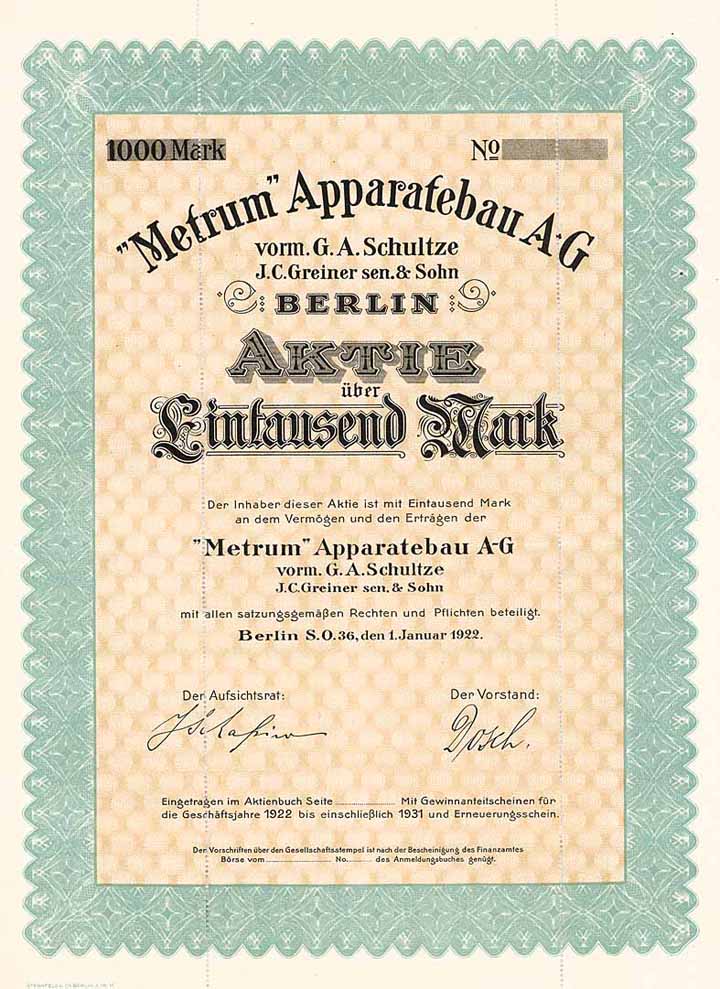 1000 Mark
No
"Metrum" Apparatebau A-G
vorm. G. A. Schultze
J. C. Greiner sen. & Sohn
BERLIN
AKTIE
über
Eintausend Mark
Der Inhaber dieser Aktie ist mit Eintausend Mark
an dem Vermögen und den Erträgen der
"Metrum" Apparatebau A-G
vorm. G. A. Schultze
J. C. Greiner sen. & Sohn
mit allen satzungsgemäßen Rechten und Pflichten beteiligt.
Berlin S.O. 36, den 1. Januar 1922.
Der Aufsichtsrat:
Der Vorstand:
Dosch.
Eingetragen im Aktienbuch Seite ............ Mit Gewinnanteitscheinen für
die Geschäftsjahre 1922 bis einschließlich 1931 und Erneuerungsschein.
Den Vorschriften über den Gesellschaftsstempel ist nach der Bescheinigung des Finanzamtes
Börse vom ............ No. ........ des Anmeldungsbuches genügt.